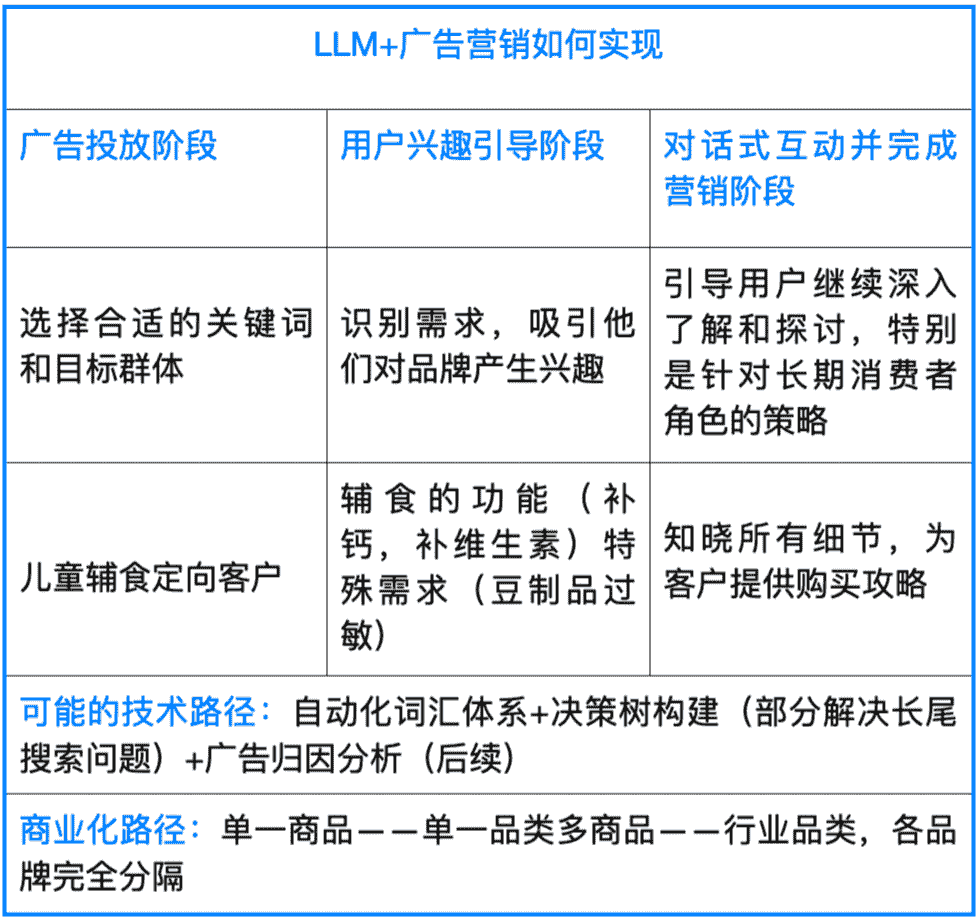 LLM+广告营销如何实现
广告投放阶段
用户兴趣引导阶段
对话式互动并完成
营销阶段
选择合适的关键词
和目标群体
识别需求，吸引他
们对品牌产生兴趣
引导用户继续深入
了解和探讨，特别
是针对长期消费者
角色的策略
儿童辅食定向客户
辅食的功能（补
钙，补维生素）特
殊需求（豆制品过
敏）
知晓所有细节，为
客户提供购买攻略
可能的技术路径：自动化词汇体系+决策树构建（部分解决长尾
搜索问题）+广告归因分析（后续）
商业化路径：单一商品——单一品类多商品——行业品类，各品
牌完全分隔